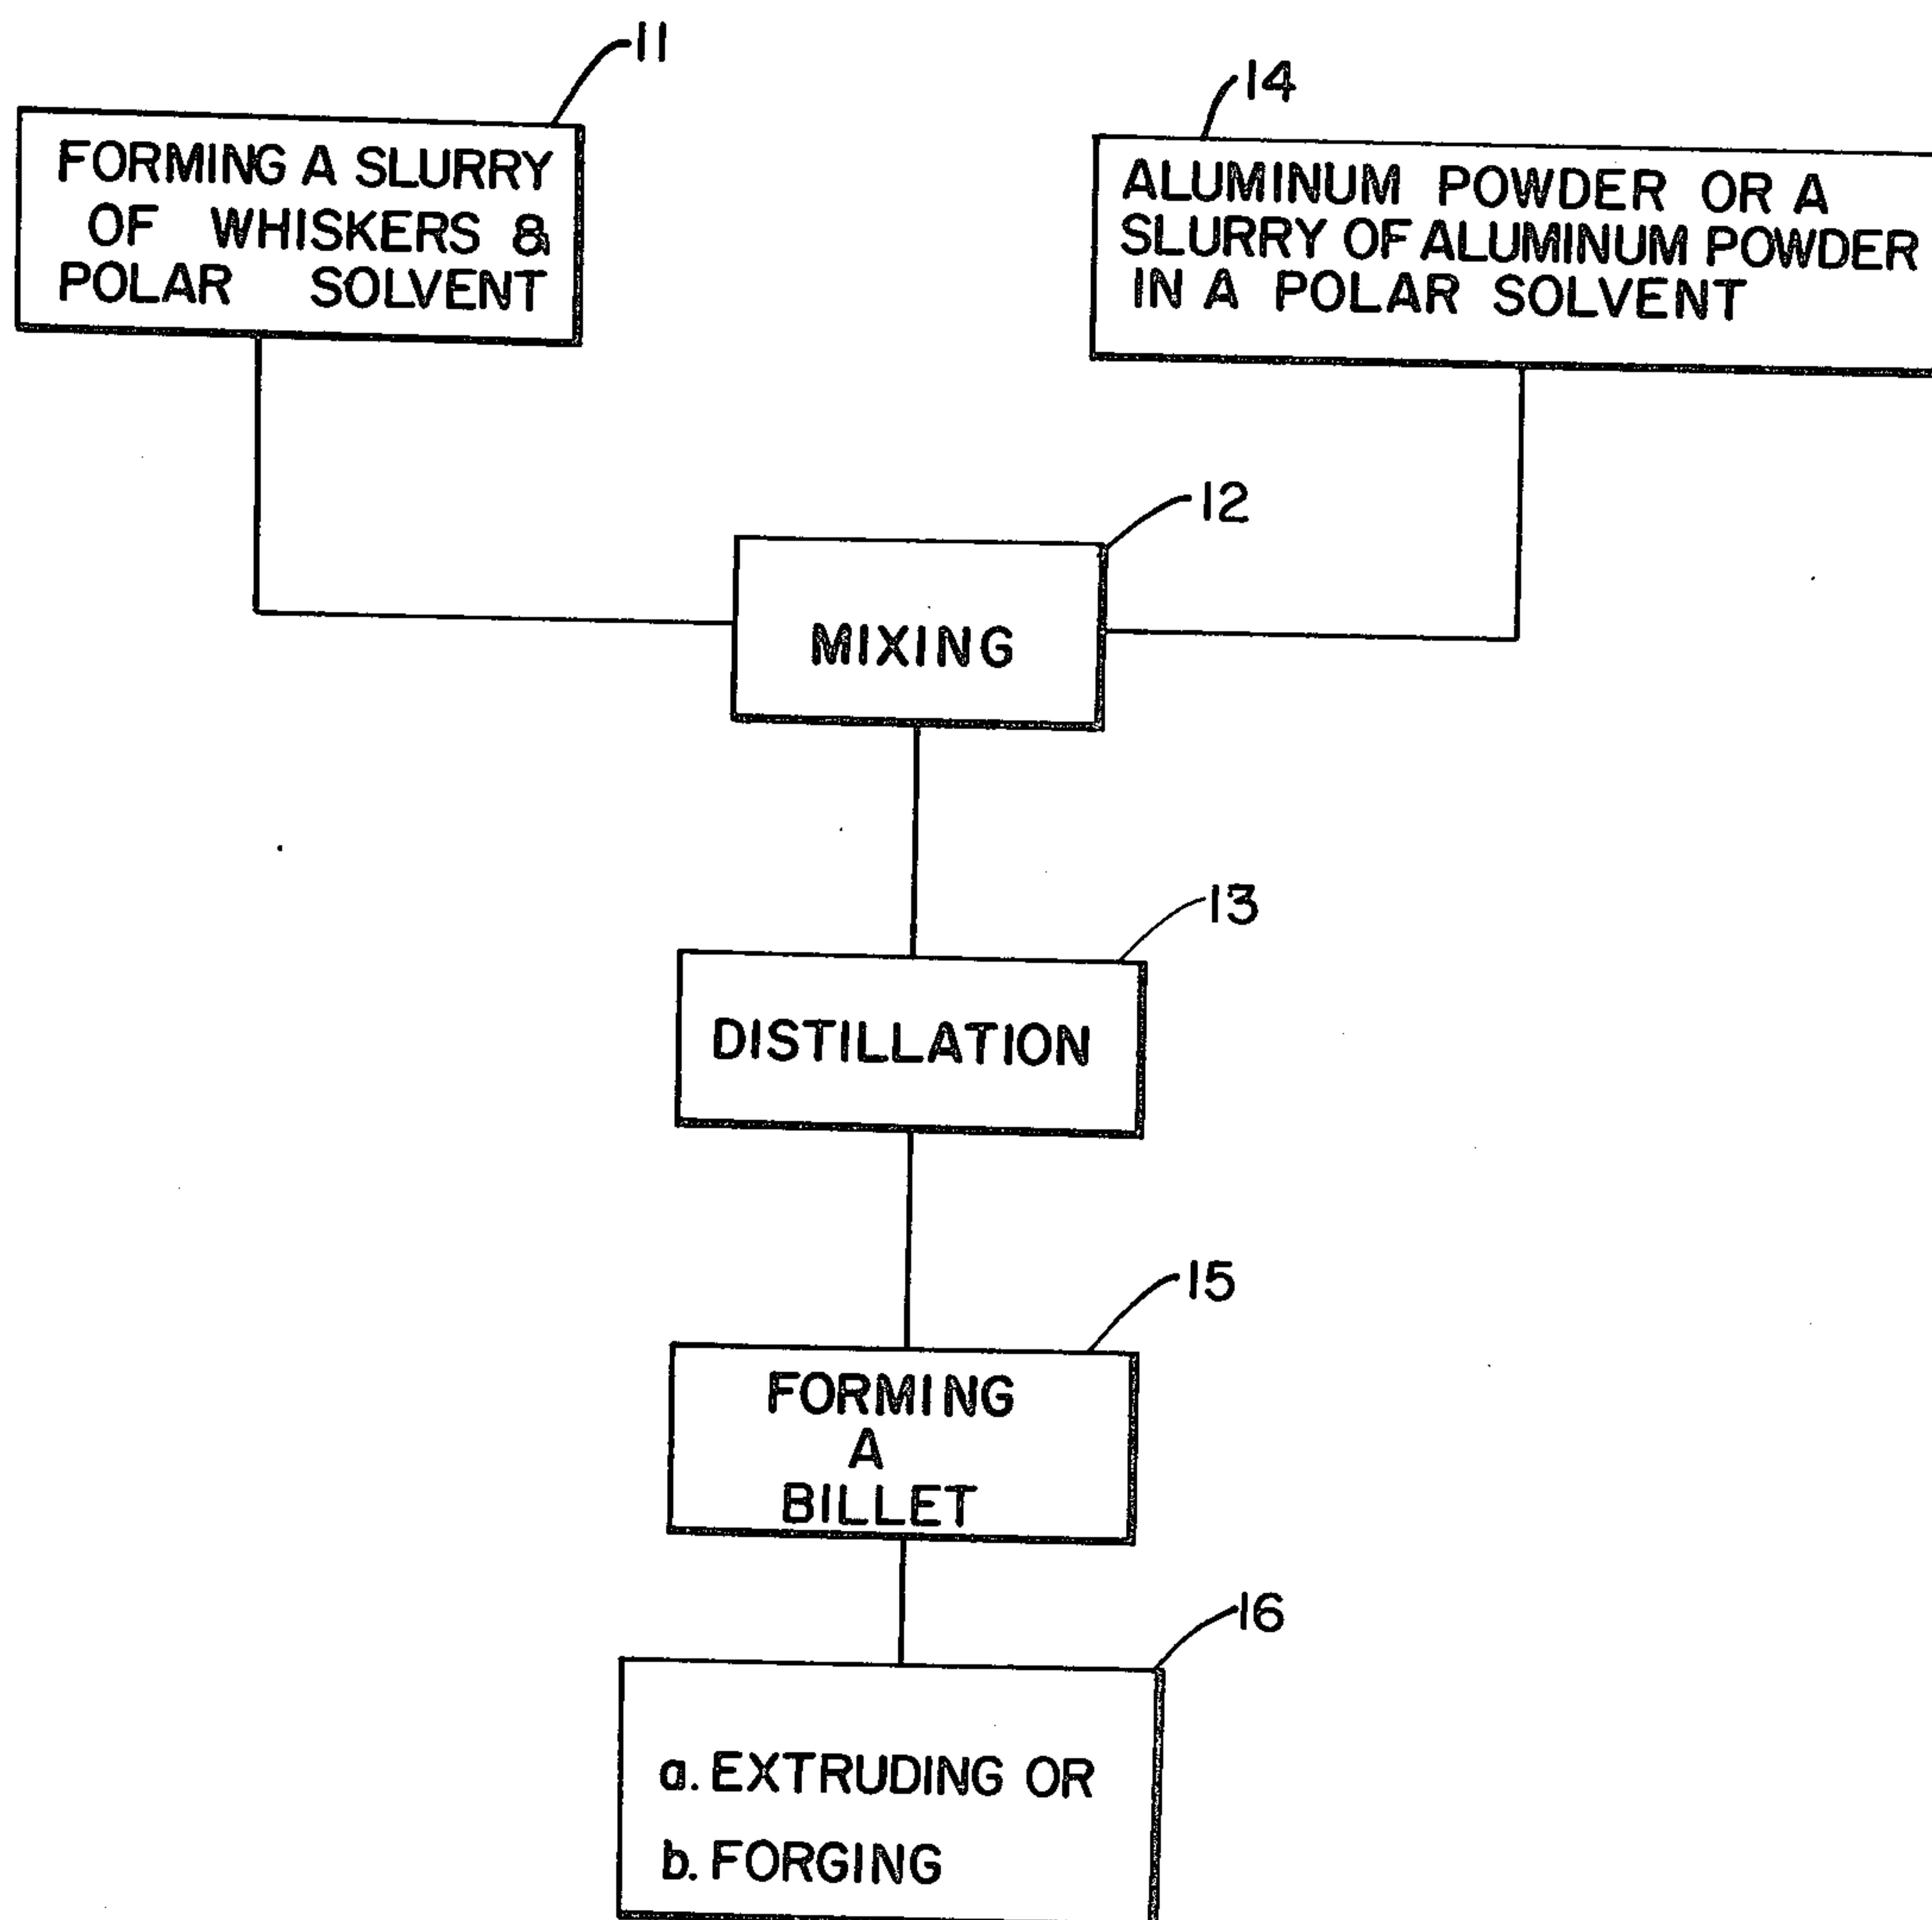 11
FORMING A SLURRY
OF WHISKERS &
POLAR SOLVENT
14
ALUMINUM POWDER OR A
SLURRY OF ALUMINUM POWDER
IN A POLAR SOLVENT
12
MIXING
13
DISTILLATION
15
FORMING
A
BILLET
16
a. EXTRUDING OR
b. FORGING